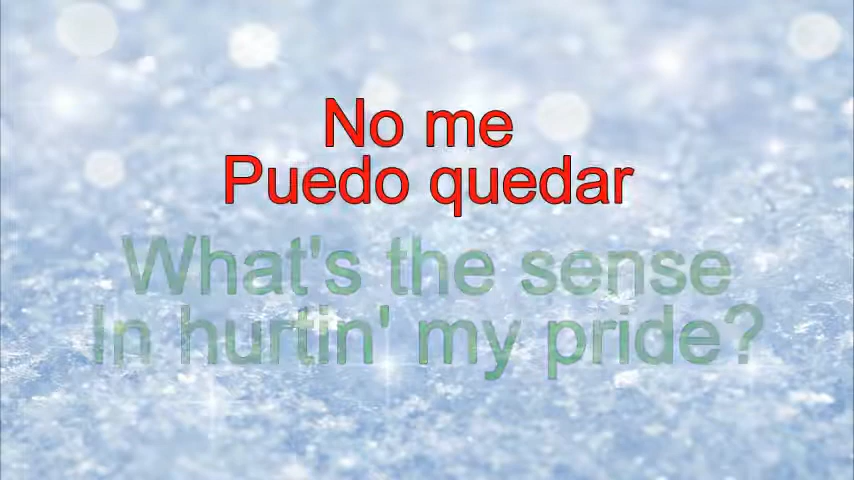 No me
Puedo quedar
What's the sense
In hurtin' my pride?